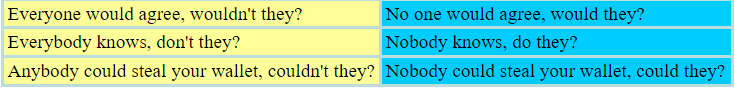 Everyone would agree, wouldn't they? No one would agree, would they?
Everybody knows, don't they? Nobody knows, do they?
Anybody could steal your wallet, couldn't they? Nobody could steal your wallet, could they?